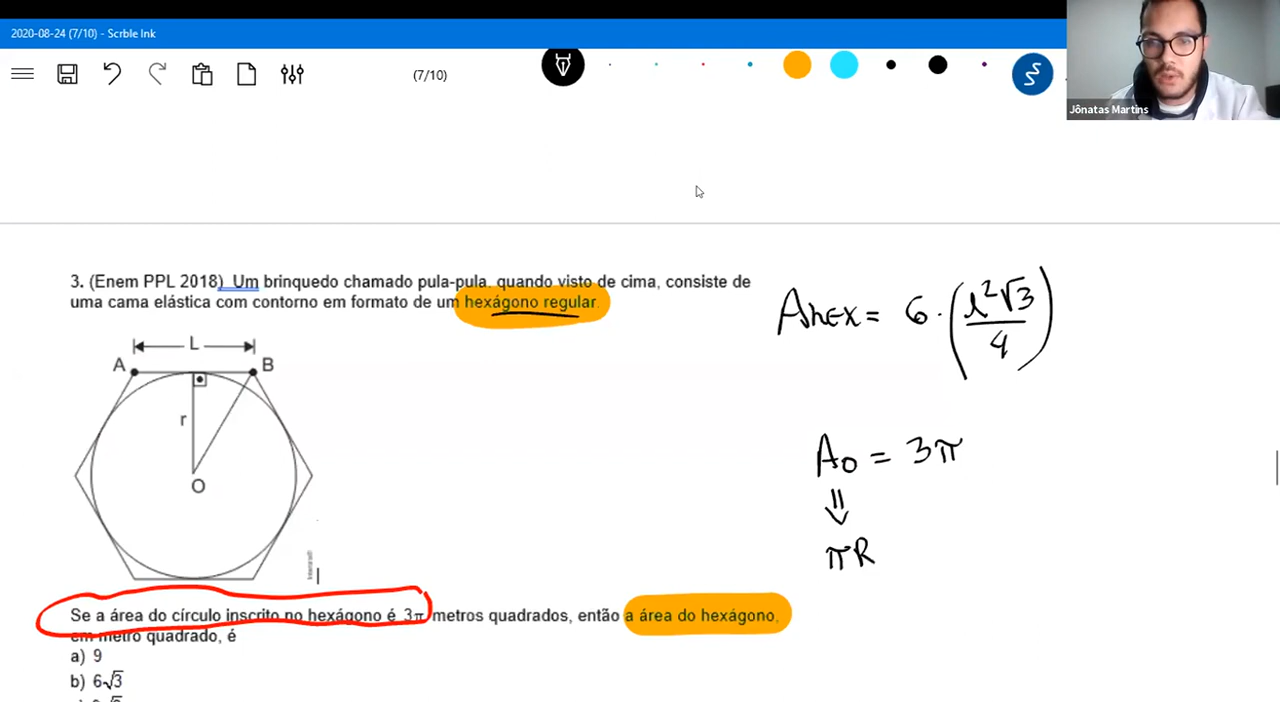 2020-08-24 (7/10) - Scrble Ink
(7/10)
Jônatas Martins
3. (Enem PPL 2018) Um brinquedo chamado pula-pula, quando visto de cima, consiste de
uma cama elástica com contorno em formato de um hexágono regular.
L
A
B
r
O
Se a área do círculo inscrito no hexágono é 3π metros quadrados, então a área do hexágono,
em metro quadrado, é
a) 9
b) 6√3
AHEX = 6 · (l²√3/4)
A₀ = 3π
πR